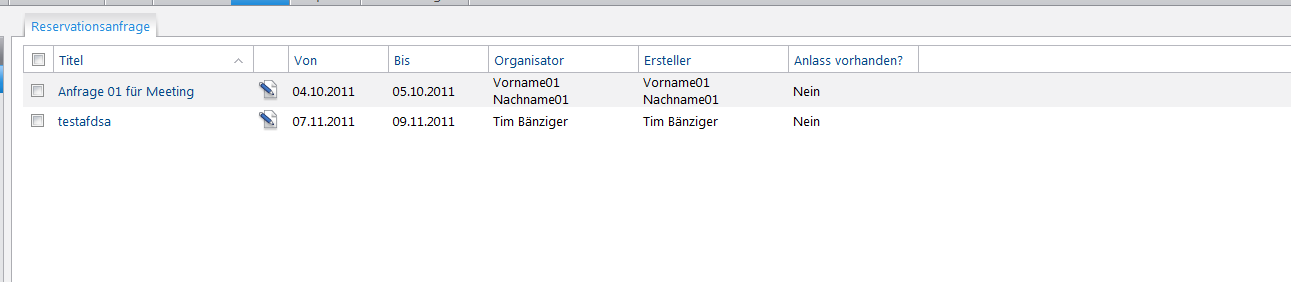 Reservationsanfrage
Titel Von Bis Organisator Ersteller Anlass vorhanden?
Anfrage 01 für Meeting 04.10.2011 05.10.2011 Vorname01 Nachname01 Vorname01 Nachname01 Nein
testafdsa 07.11.2011 09.11.2011 Tim Bänziger Tim Bänziger Nein